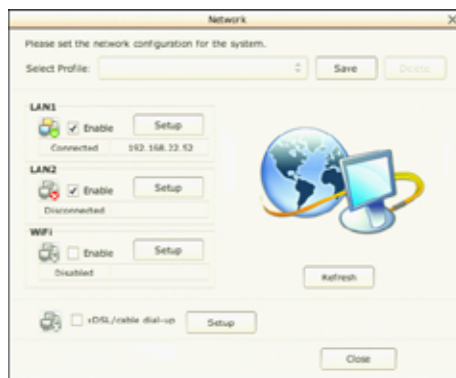 Network
Please set the network configuration for the system.
Select Profile: Save Delete
LAN1
Enable Setup
Connected 192.168.22.52
LAN2
Enable Setup
Disconnected
WiFi
Enable Setup
Disabled
Refresh
xDSL/cable dial-up Setup
Close